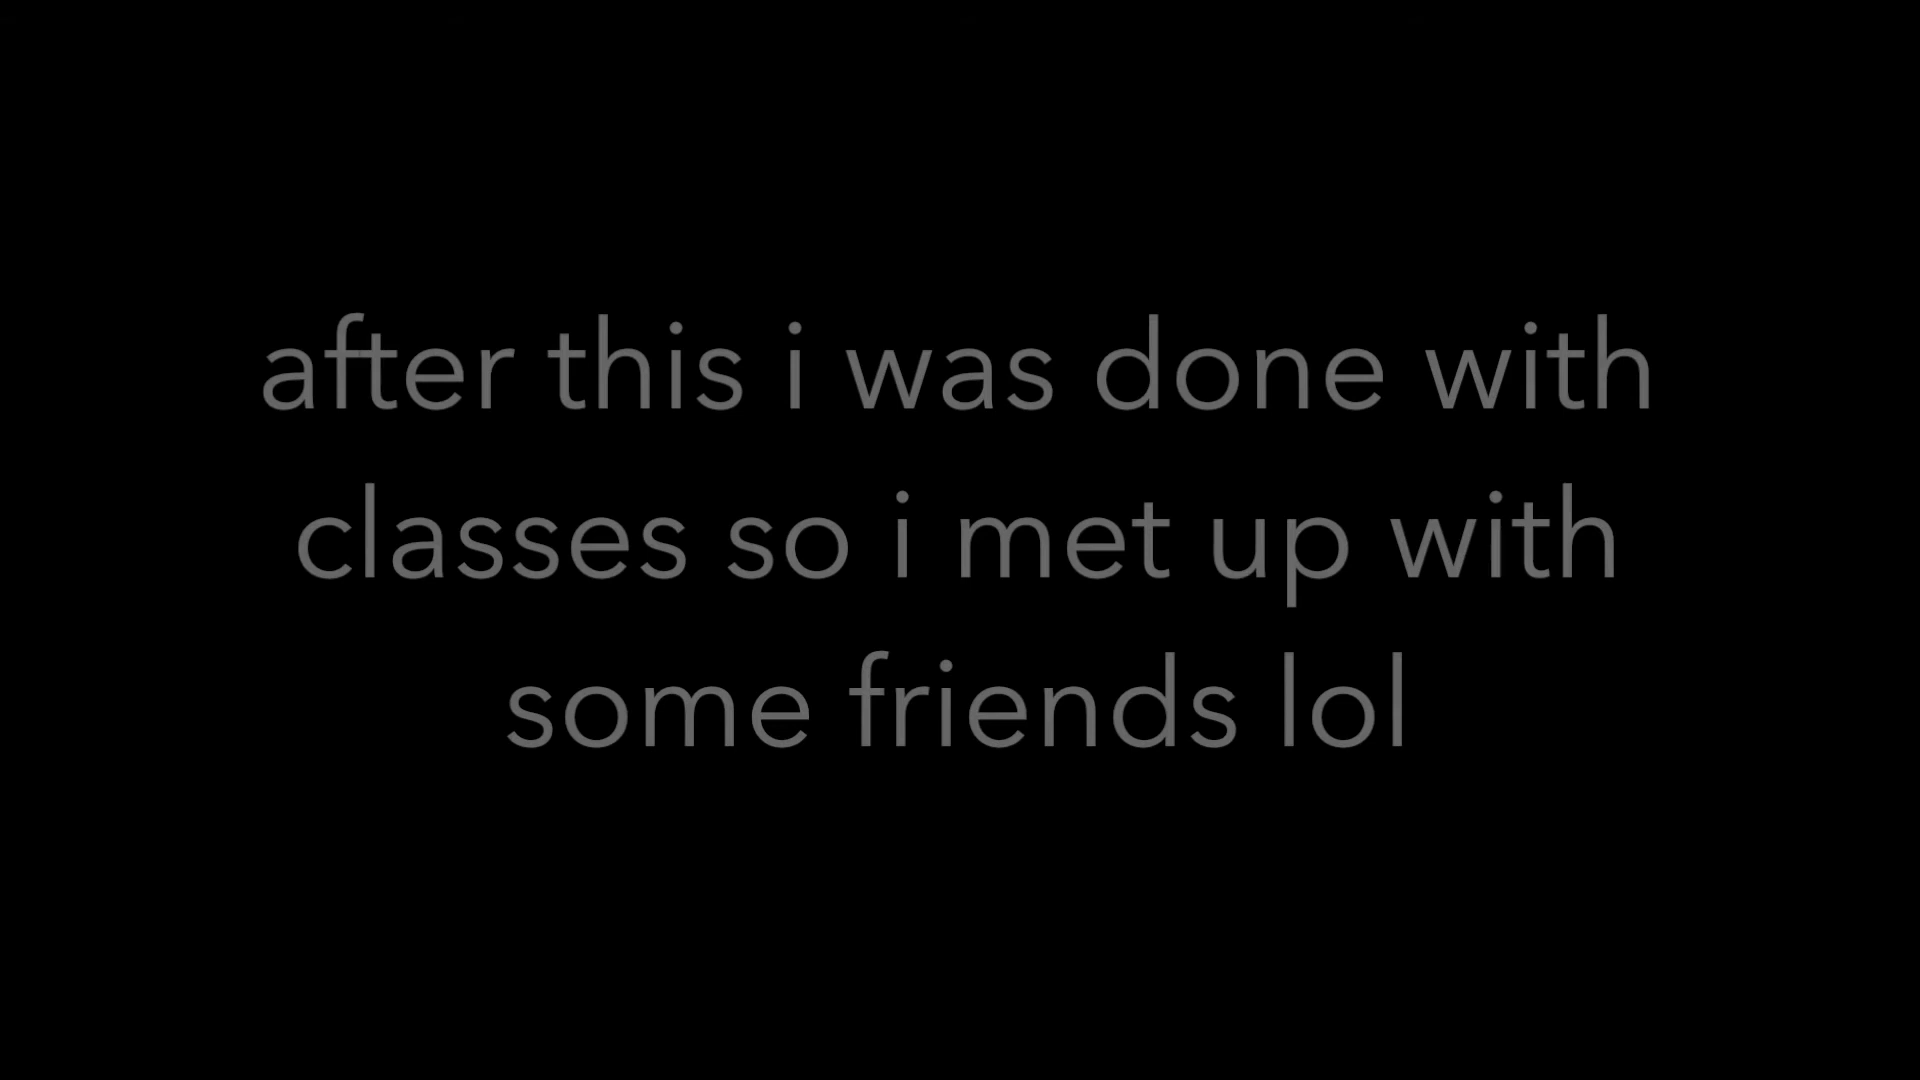 after this i was done with
classes so i met up with
some friends lol